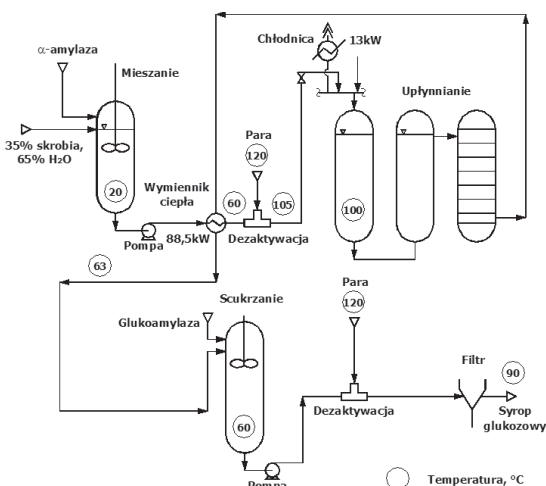 Chłodnica
13kW
α-amylaza
Mieszanie
Upłynnianie
35% skrobia,
65% H₂O
Para
120
20
Wymiennik
ciepła
60
105
100
Pompa
88,5kW
Dezaktywacja
63
Scukrzanie
Para
120
Glukoamylaza
Filtr
90
Dezaktywacja
Syrop
glukozowy
60
Pompa
Temperatura, °C